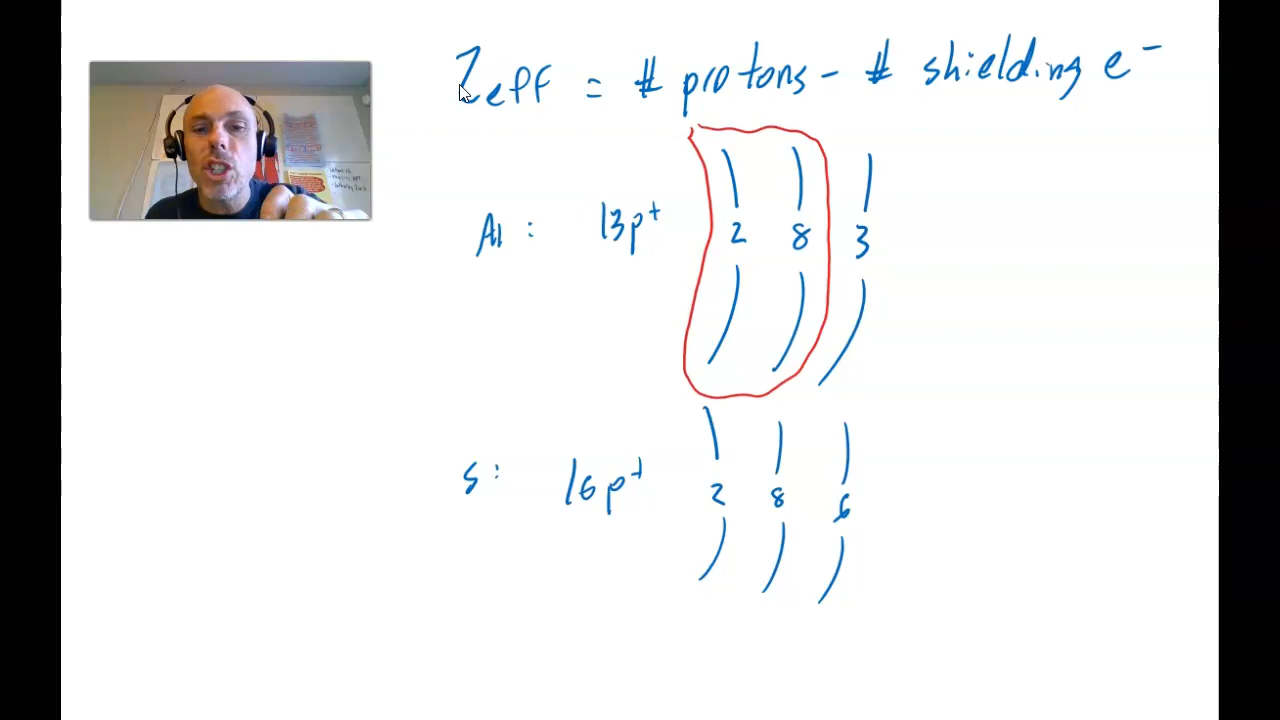 Zeff = # protons - # shielding e⁻
Al : 13p⁺ 2 8 3
S: 16p⁺ 2 8 6